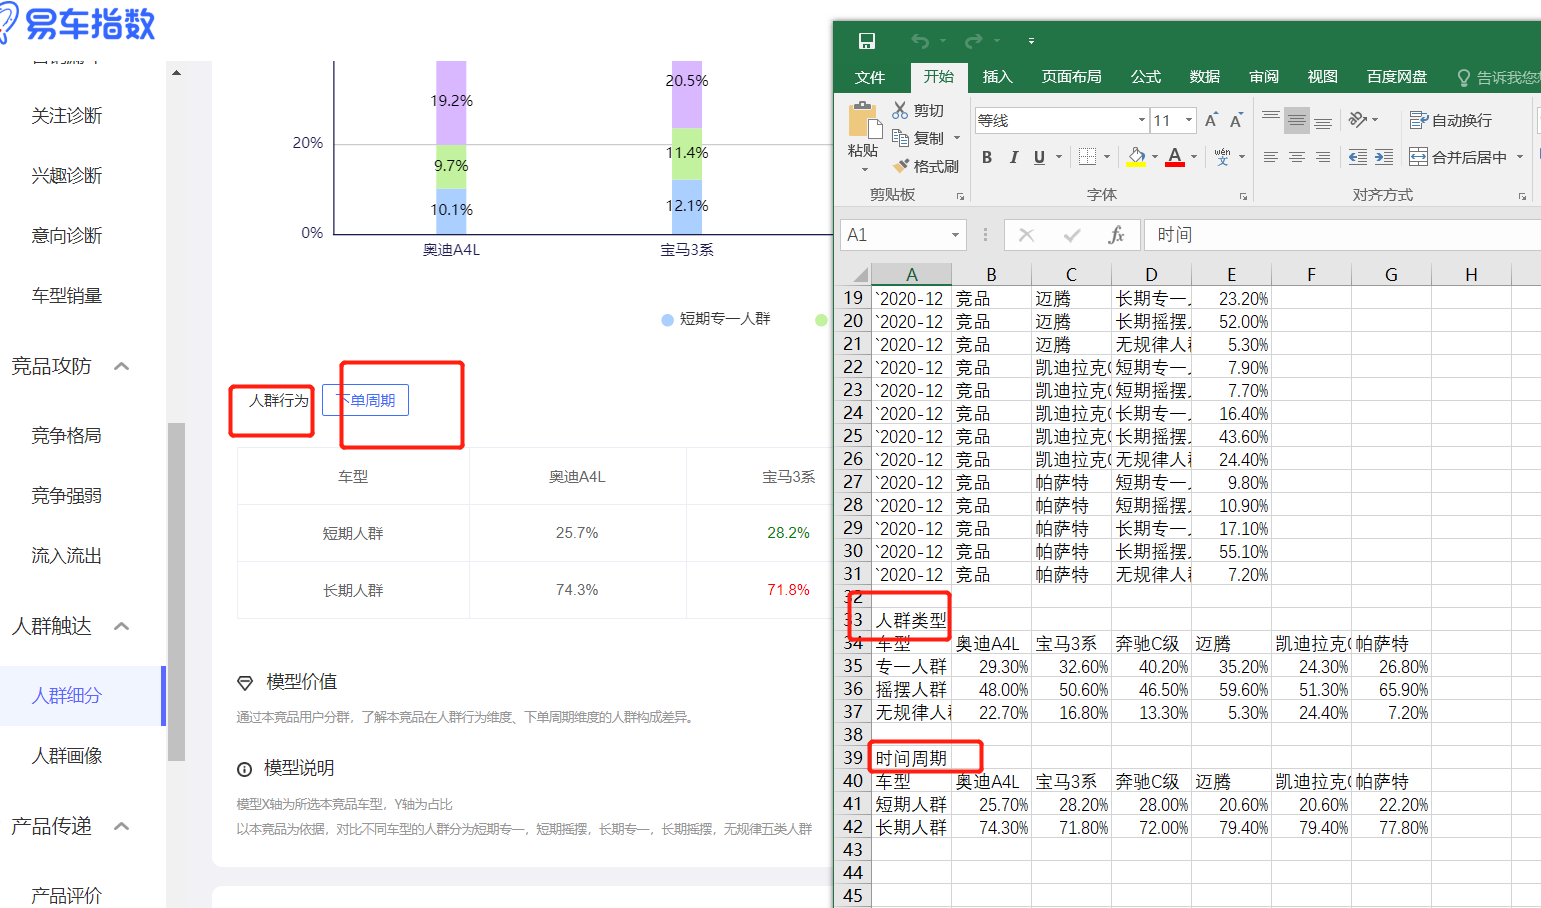 易车指数
关注诊断
兴趣诊断
意向诊断
车型销量
竞品攻防
竞争格局
竞争强弱
流入流出
人群触达
人群细分
人群画像
产品传递
产品评价
20%
0%
19.2%
9.7%
10.1%
奥迪A4L
20.5%
11.4%
12.1%
宝马3系
短期专一人群
人群行为
下单周期
车型 奥迪A4L 宝马3系
短期人群 25.7% 28.2%
长期人群 74.3% 71.8%
模型价值
通过本竞品用户分群，了解本竞品在人群行为维度、下单周期维度的人群构成差异。
模型说明
模型X轴为所选本竞品车型，Y轴为占比
以本竞品为依据，对比不同车型的人群分为短期专一，短期摇摆，长期专一，长期摇摆，无规律五类人群
文件 开始 插入 页面布局 公式 数据 审阅 视图 百度网盘 告诉我您
粘贴
剪切
复制
格式刷
剪贴板
等线 11 A A
B I U A wén 文
字体
自动换行
合并后居中
对齐方式
A1 fx 时间
A B C D E F G H
19 `2020-12 竞品 迈腾 长期专一 23.20%
20 `2020-12 竞品 迈腾 长期摇摆 52.00%
21 `2020-12 竞品 迈腾 无规律人群 5.30%
22 `2020-12 竞品 凯迪拉克 短期专一 7.90%
23 `2020-12 竞品 凯迪拉克 短期摇摆 7.70%
24 `2020-12 竞品 凯迪拉克 长期专一 16.40%
25 `2020-12 竞品 凯迪拉克 长期摇摆 43.60%
26 `2020-12 竞品 凯迪拉克 无规律人群 24.40%
27 `2020-12 竞品 帕萨特 短期专一 9.80%
28 `2020-12 竞品 帕萨特 短期摇摆 10.90%
29 `2020-12 竞品 帕萨特 长期专一 17.10%
30 `2020-12 竞品 帕萨特 长期摇摆 55.10%
31 `2020-12 竞品 帕萨特 无规律人群 7.20%
32
33 人群类型
34 车型 奥迪A4L 宝马3系 奔驰C级 迈腾 凯迪拉克 帕萨特
35 专一人群 29.30% 32.60% 40.20% 35.20% 24.30% 26.80%
36 摇摆人群 48.00% 50.60% 46.50% 59.60% 51.30% 65.90%
37 无规律人群 22.70% 16.80% 13.30% 5.30% 24.40% 7.20%
38
39 时间周期
40 车型 奥迪A4L 宝马3系 奔驰C级 迈腾 凯迪拉克 帕萨特
41 短期人群 25.70% 28.20% 28.00% 20.60% 20.60% 22.20%
42 长期人群 74.30% 71.80% 72.00% 79.40% 79.40% 77.80%
43
44
45